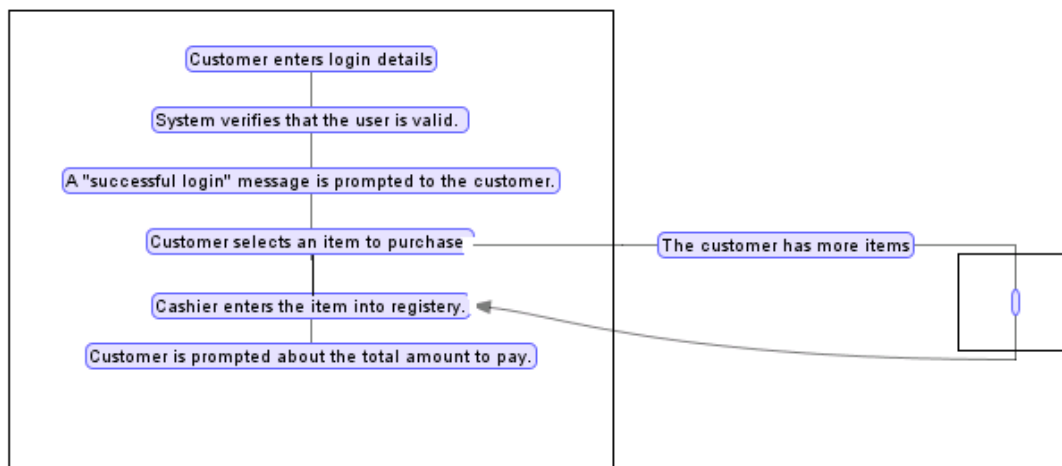 Customer enters login details
System verifies that the user is valid.
A "successful login" message is prompted to the customer.
Customer selects an item to purchase
The customer has more items
Cashier enters the item into registery.
Customer is prompted about the total amount to pay.